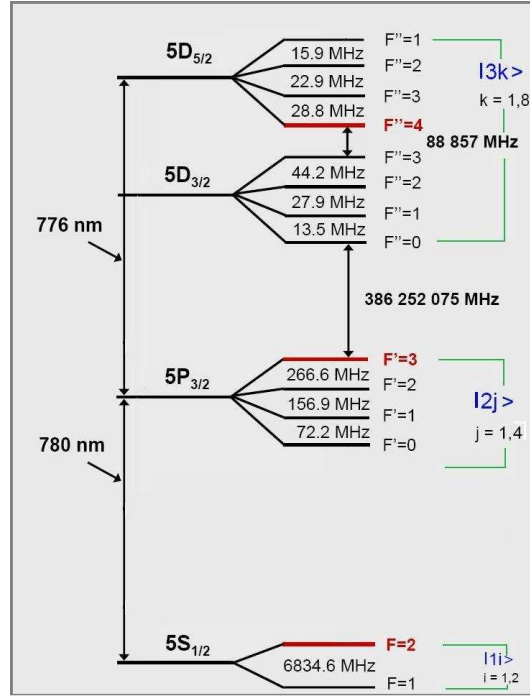 F"=1
5D5/2
15.9 MHz
F"=2
|3k>
22.9 MHz
F"=3
k = 1,8
28.8 MHz
F"=4
88 857 MHz
F"=3
44.2 MHz
5D3/2
F"=2
27.9 MHz
F"=1
776 nm
13.5 MHz
F"=0
386 252 075 MHz
F'=3
5P3/2
266.6 MHz
F'=2
|2j>
156.9 MHz
F'=1
j = 1,4
72.2 MHz
F'=0
780 nm
5S1/2
F=2
|1i>
6834.6 MHz
i = 1,2
F=1